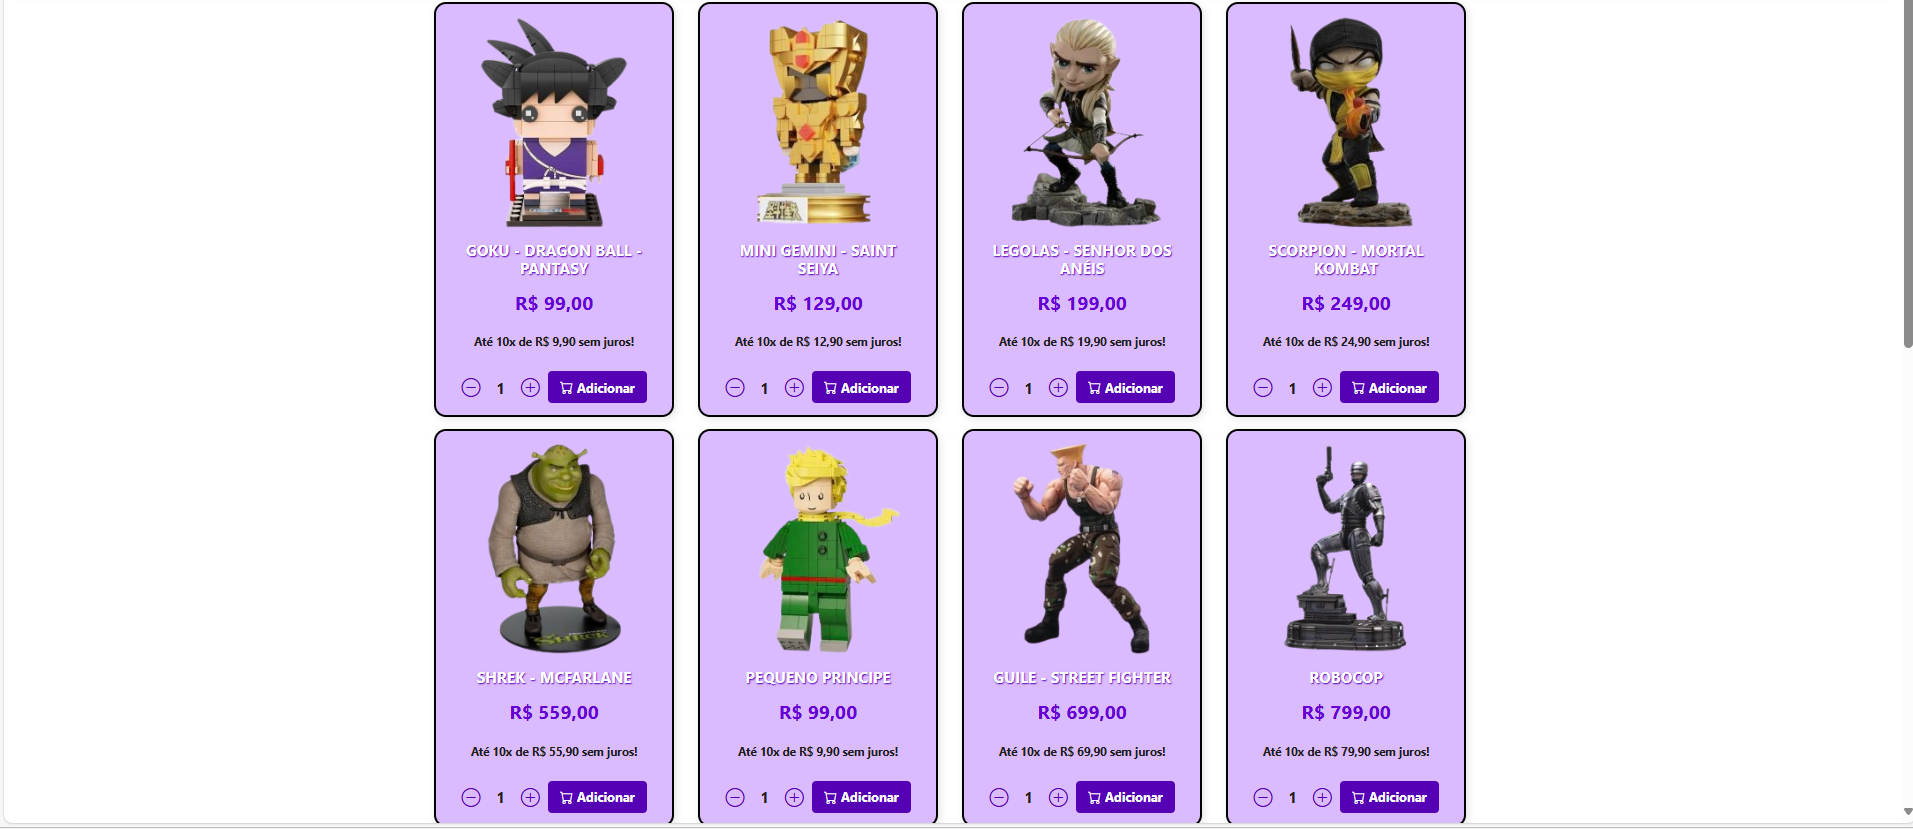 GOKU - DRAGON BALL -
PANTASY
R$ 99,00
Até 10x de R$ 9,90 sem juros!
1
Adicionar
MINI GEMINI - SAINT
SEIYA
R$ 129,00
Até 10x de R$ 12,90 sem juros!
1
Adicionar
LEGOLAS - SENHOR DOS
ANÉIS
R$ 199,00
Até 10x de R$ 19,90 sem juros!
1
Adicionar
SCORPION - MORTAL
KOMBAT
R$ 249,00
Até 10x de R$ 24,90 sem juros!
1
Adicionar
SHREK
SHREK - MCFARLANE
R$ 559,00
Até 10x de R$ 55,90 sem juros!
1
Adicionar
PEQUENO PRINCIPE
R$ 99,00
Até 10x de R$ 9,90 sem juros!
1
Adicionar
GUILE - STREET FIGHTER
R$ 699,00
Até 10x de R$ 69,90 sem juros!
1
Adicionar
ROBOCOP
R$ 799,00
Até 10x de R$ 79,90 sem juros!
1
Adicionar